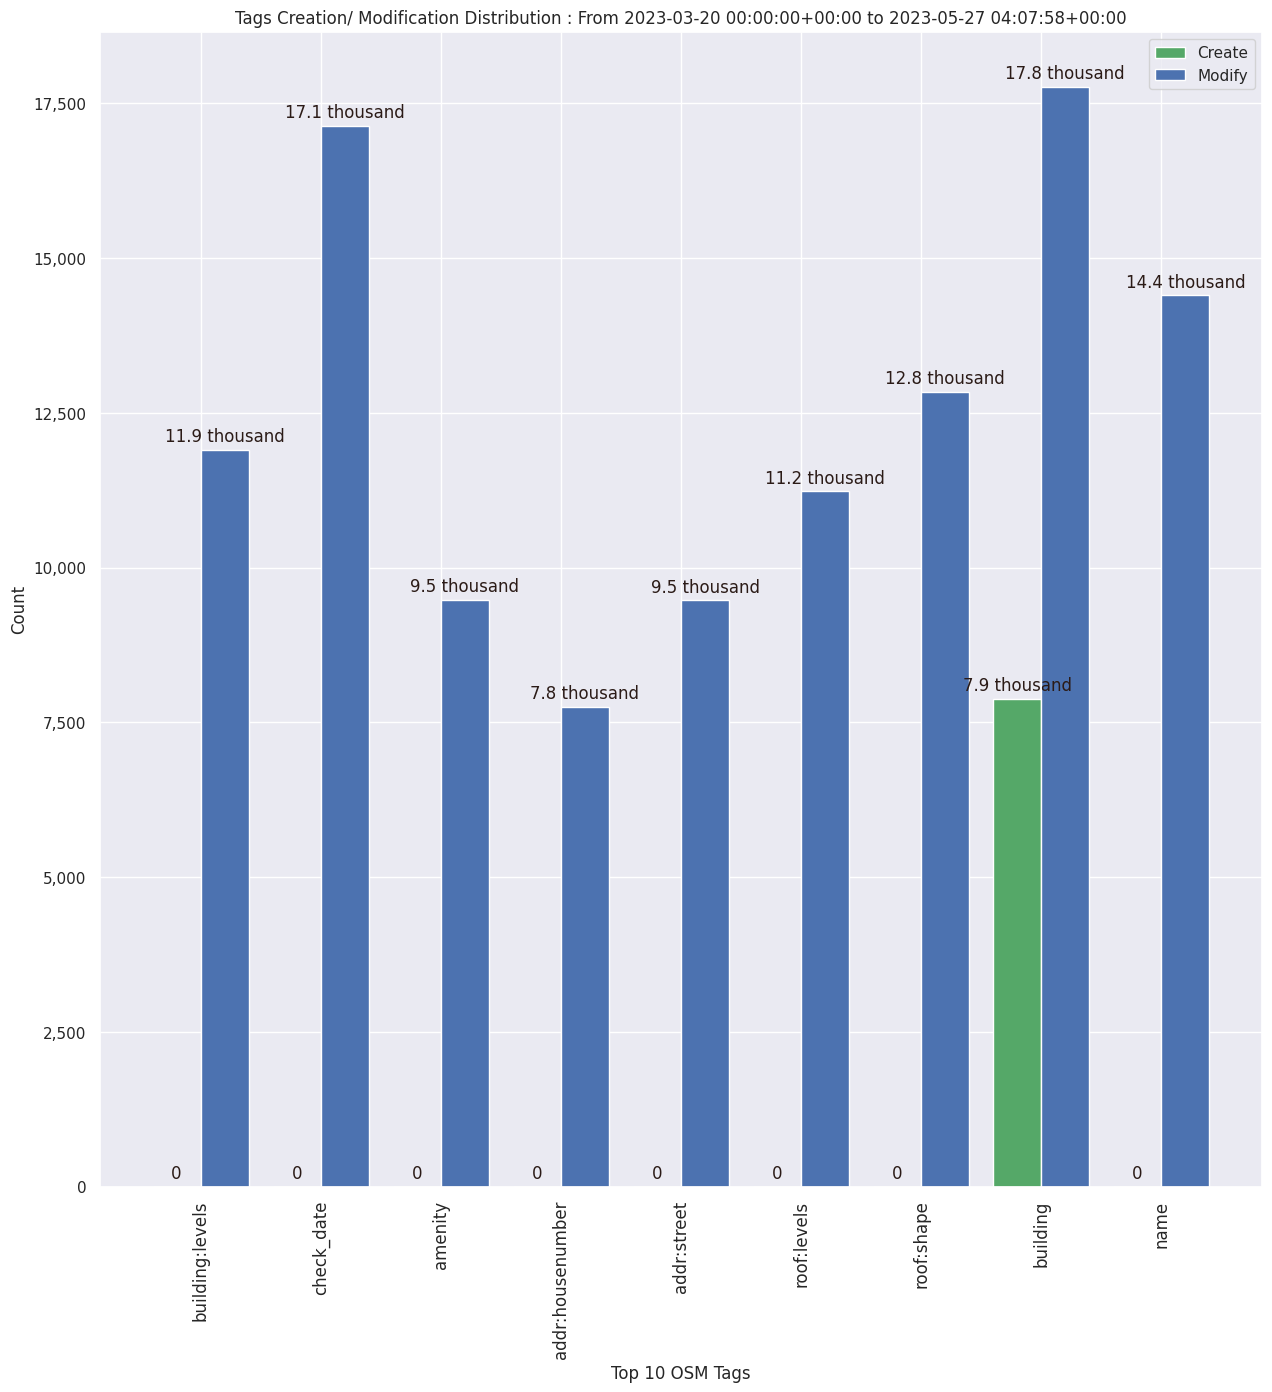 Tags Creation/ Modification Distribution : From 2023-03-20 00:00:00+00:00 to 2023-05-27 04:07:58+00:00
Create
Modify
17,500
15,000
12,500
10,000
7,500
5,000
2,500
0
Count
0
11.9 thousand
0
17.1 thousand
0
9.5 thousand
0
7.8 thousand
0
9.5 thousand
0
11.2 thousand
0
12.8 thousand
7.9 thousand
17.8 thousand
0
14.4 thousand
building:levels
check_date
amenity
addr:housenumber
addr:street
roof:levels
roof:shape
building
name
Top 10 OSM Tags